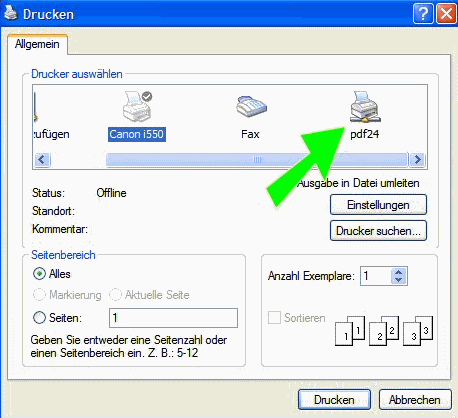 Drucken
Allgemein
Drucker auswählen
zufügen
Canon i550
Fax
pdf24
Status: Offline
Ausgabe in Datei umleiten
Standort:
Einstellungen
Kommentar:
Drucker suchen...
Seitenbereich
Alles
Markierung
Aktuelle Seite
Seiten: 1
Geben Sie entweder eine Seitenzahl oder
einen Seitenbereich ein. Z. B.: 5-12
Anzahl Exemplare: 1
Sortieren
1 1 2 2 3 3
Drucken
Abbrechen